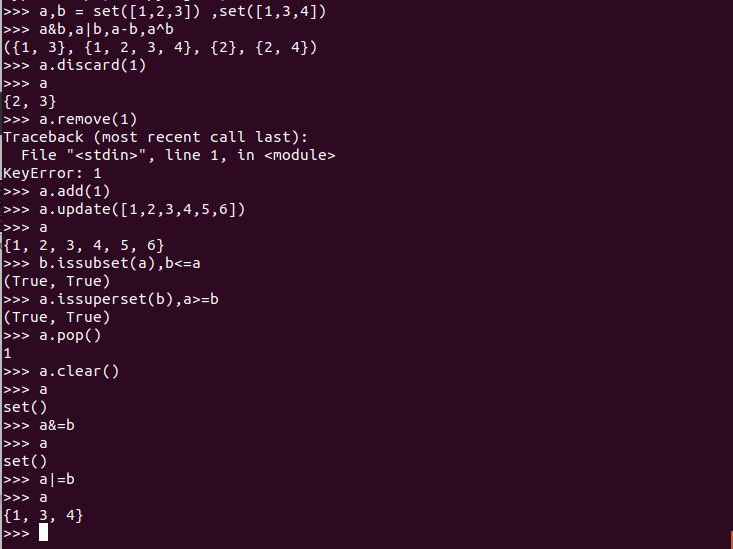 >>> a,b = set([1,2,3]) ,set([1,3,4])
>>> a&b,a|b,a-b,a^b
({1, 3}, {1, 2, 3, 4}, {2}, {2, 4})
>>> a.discard(1)
>>> a
{2, 3}
>>> a.remove(1)
Traceback (most recent call last):
  File "<stdin>", line 1, in <module>
KeyError: 1
>>> a.add(1)
>>> a.update([1,2,3,4,5,6])
>>> a
{1, 2, 3, 4, 5, 6}
>>> b.issubset(a),b<=a
(True, True)
>>> a.issuperset(b),a>=b
(True, True)
>>> a.pop()
1
>>> a.clear()
>>> a
set()
>>> a&=b
>>> a
set()
>>> a|=b
>>> a
{1, 3, 4}
>>>